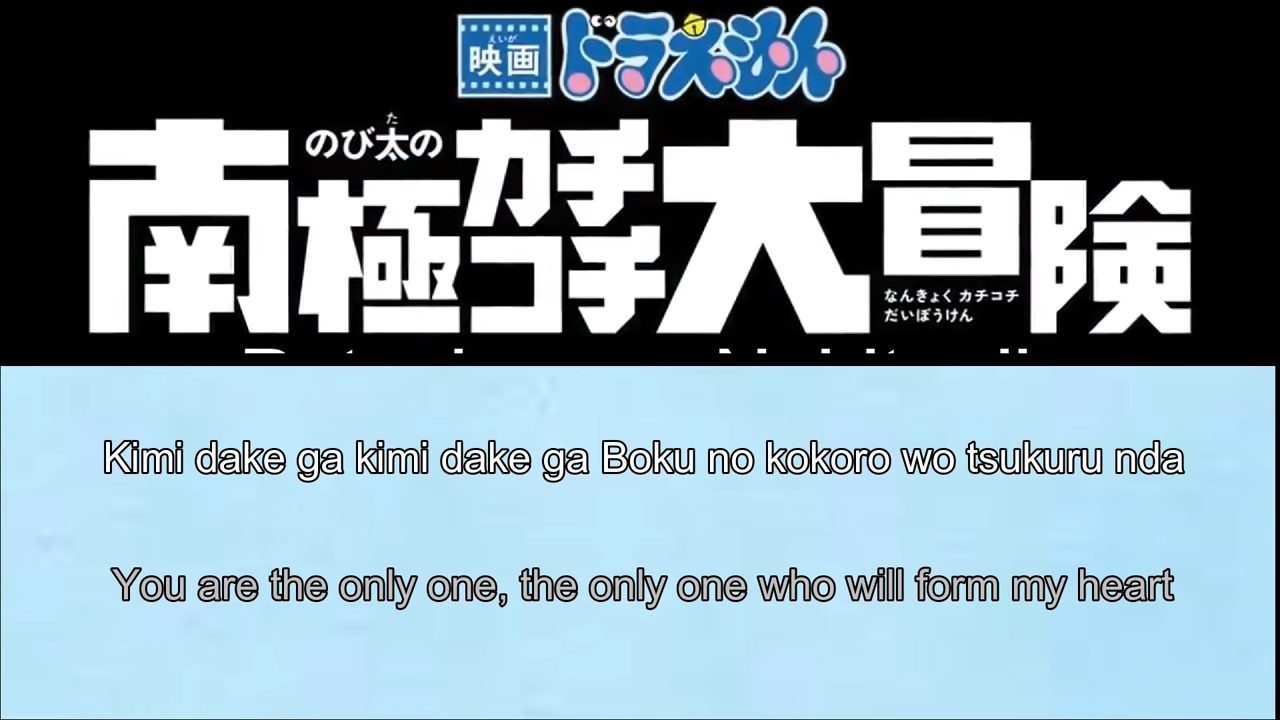 えいが
映画 ドラえもん
のび太の
た
南極カチコチ大冒険
なんきょく カチコチ
だいぼうけん
Kimi dake ga kimi dake ga Boku no kokoro wo tsukuru nda
You are the only one, the only one who will form my heart